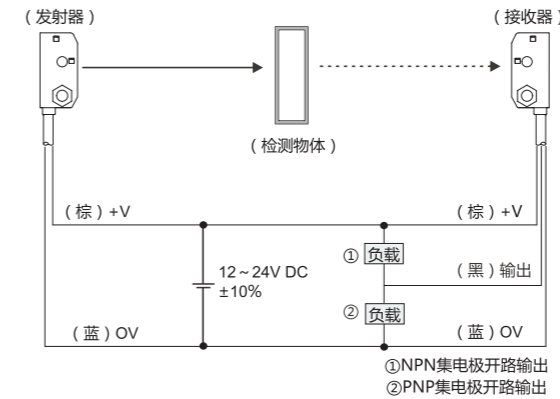 （发射器）
（接收器）
（检测物体）
（棕）+V
（棕）+V
① 负载
12～24V DC
±10%
（黑）输出
② 负载
（蓝）OV
（蓝）OV
①NPN集电极开路输出
②PNP集电极开路输出